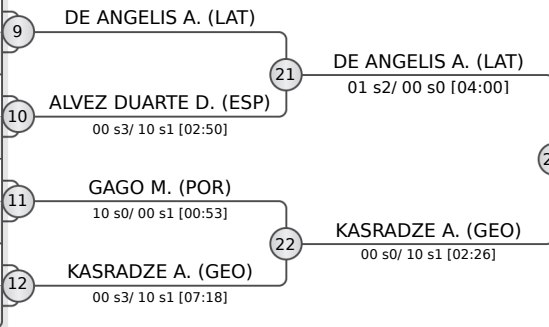 DE ANGELIS A. (LAT)
9
DE ANGELIS A. (LAT)
21
01 s2/ 00 s0 [04:00]
ALVEZ DUARTE D. (ESP)
10
00 s3/ 10 s1 [02:50]
GAGO M. (POR)
11
10 s0/ 00 s1 [00:53]
KASRADZE A. (GEO)
22
00 s0/ 10 s1 [02:26]
KASRADZE A. (GEO)
12
00 s3/ 10 s1 [07:18]